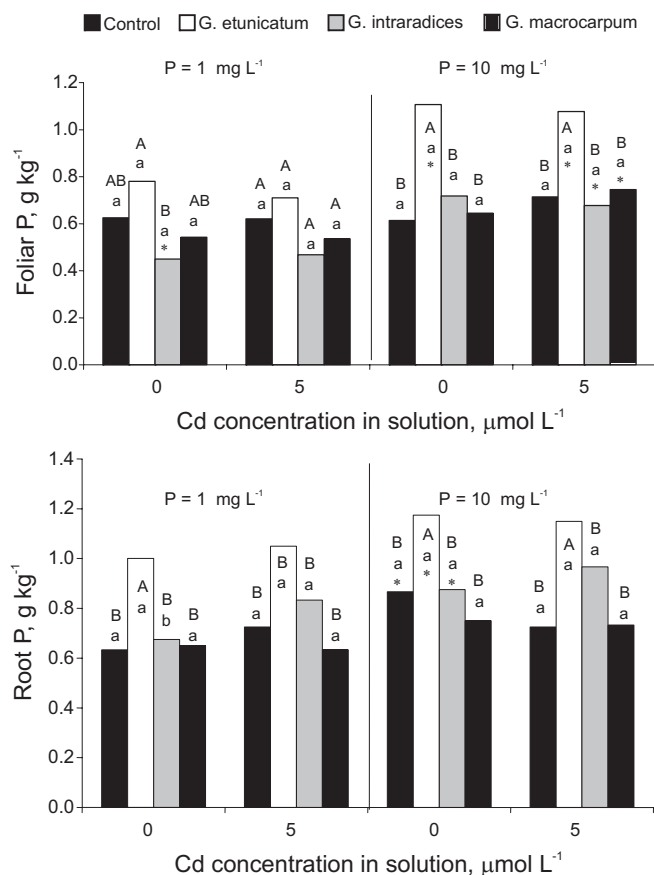 Control G. etunicatum G. intraradices G. macrocarpum
P = 1 mg L⁻¹ P = 10 mg L⁻¹
Foliar P, g kg⁻¹
1.2
1.0
0.8
0.6
0.4
0.2
0.0
AB A B AB A A A A B A B B B A B B
a a a a a a a a a a a a a a a a
* * * * *
0 5 0 5
Cd concentration in solution, µmol L⁻¹
P = 1 mg L⁻¹ P = 10 mg L⁻¹
Root P, g kg⁻¹
1.4
1.2
1.0
0.8
0.6
0.4
0.2
0.0
B A B B B B B B B A B B B A B B
a a b a a a a a a a a a a a a a
* * *
0 5 0 5
Cd concentration in solution, µmol L⁻¹